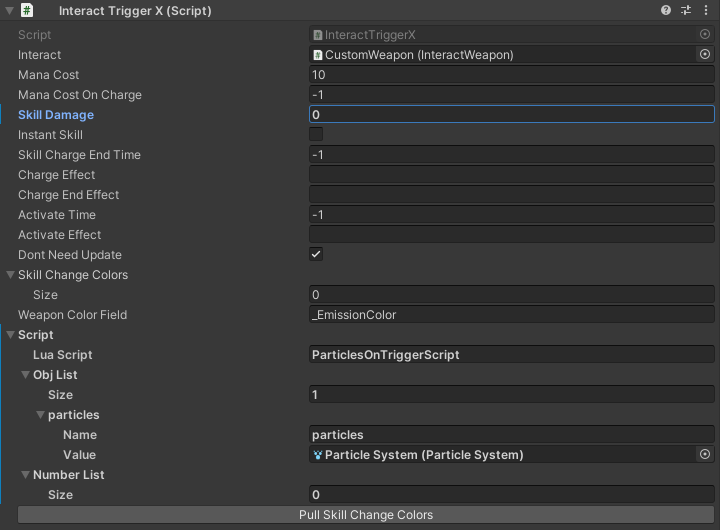 Interact Trigger X (Script)
Script InteractTriggerX
Interact CustomWeapon (InteractWeapon)
Mana Cost 10
Mana Cost On Charge -1
Skill Damage 0
Instant Skill
Skill Charge End Time -1
Charge Effect
Charge End Effect
Activate Time -1
Activate Effect
Dont Need Update
Skill Change Colors
Size 0
Weapon Color Field _EmissionColor
Script
Lua Script ParticlesOnTriggerScript
Obj List
Size 1
particles
Name particles
Value Particle System (Particle System)
Number List
Size 0
Pull Skill Change Colors